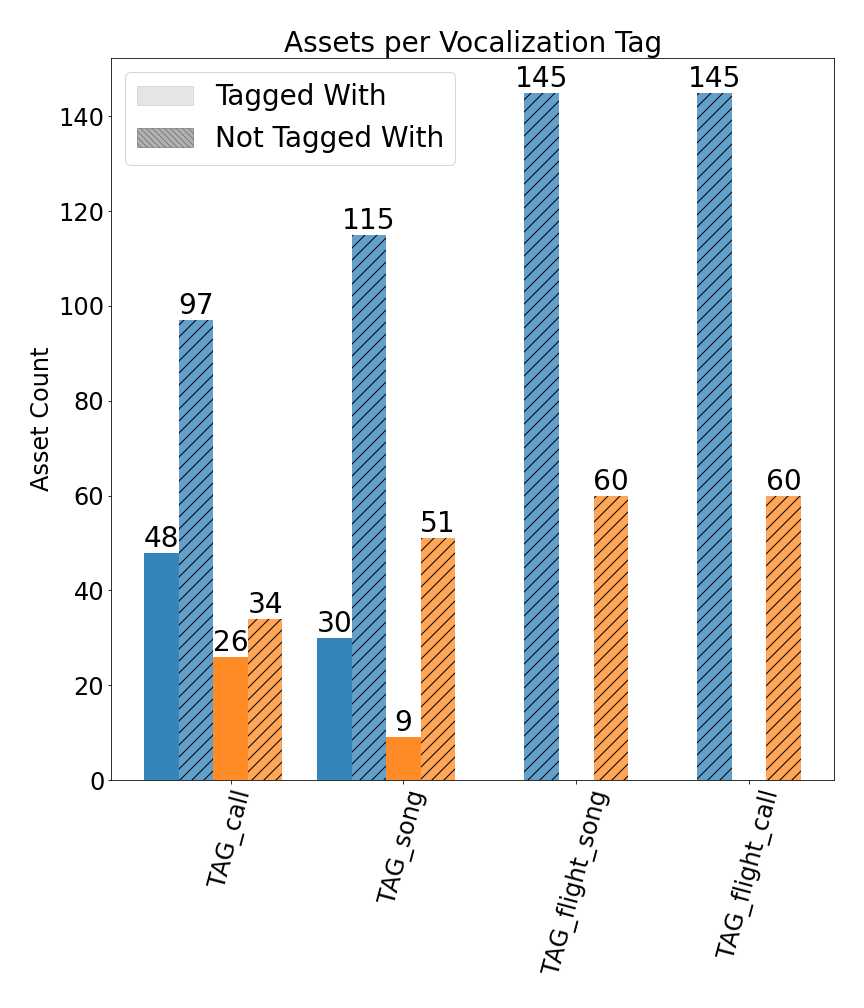 Assets per Vocalization Tag
Tagged With
Not Tagged With
Asset Count
140
120
100
80
60
40
20
0
48
97
26
34
30
115
9
51
145
60
145
60
TAG_call
TAG_song
TAG_flight_song
TAG_flight_call